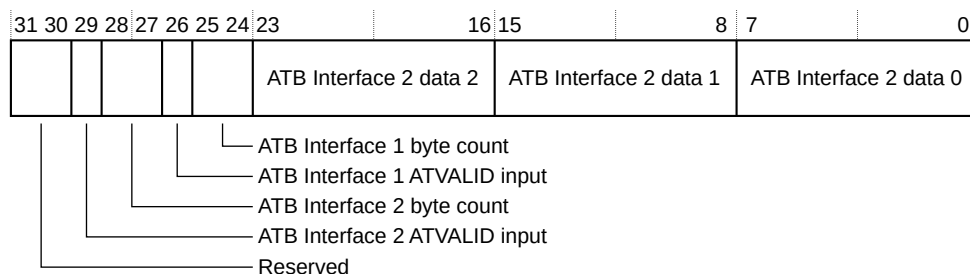 31 30 29 28 27 26 25 24 23 16 15 8 7 0
ATB Interface 2 data 2 ATB Interface 2 data 1 ATB Interface 2 data 0
ATB Interface 1 byte count
ATB Interface 1 ATVALID input
ATB Interface 2 byte count
ATB Interface 2 ATVALID input
Reserved